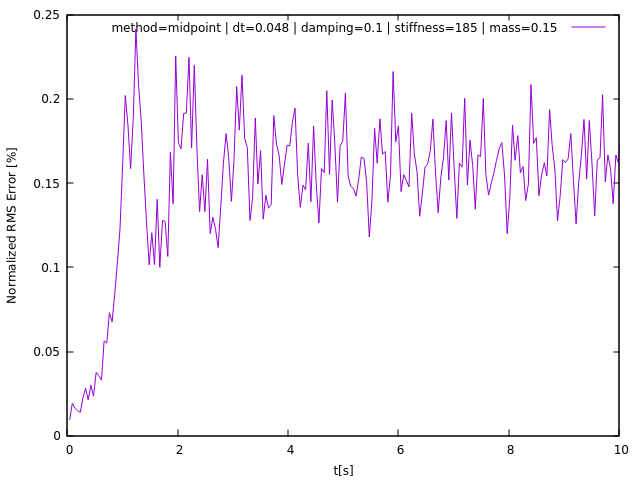 0.25
method=midpoint | dt=0.048 | damping=0.1 | stiffness=185 | mass=0.15
0.2
0.15
0.1
0.05
0
Normalized RMS Error [%]
0 2 4 6 8 10
t[s]